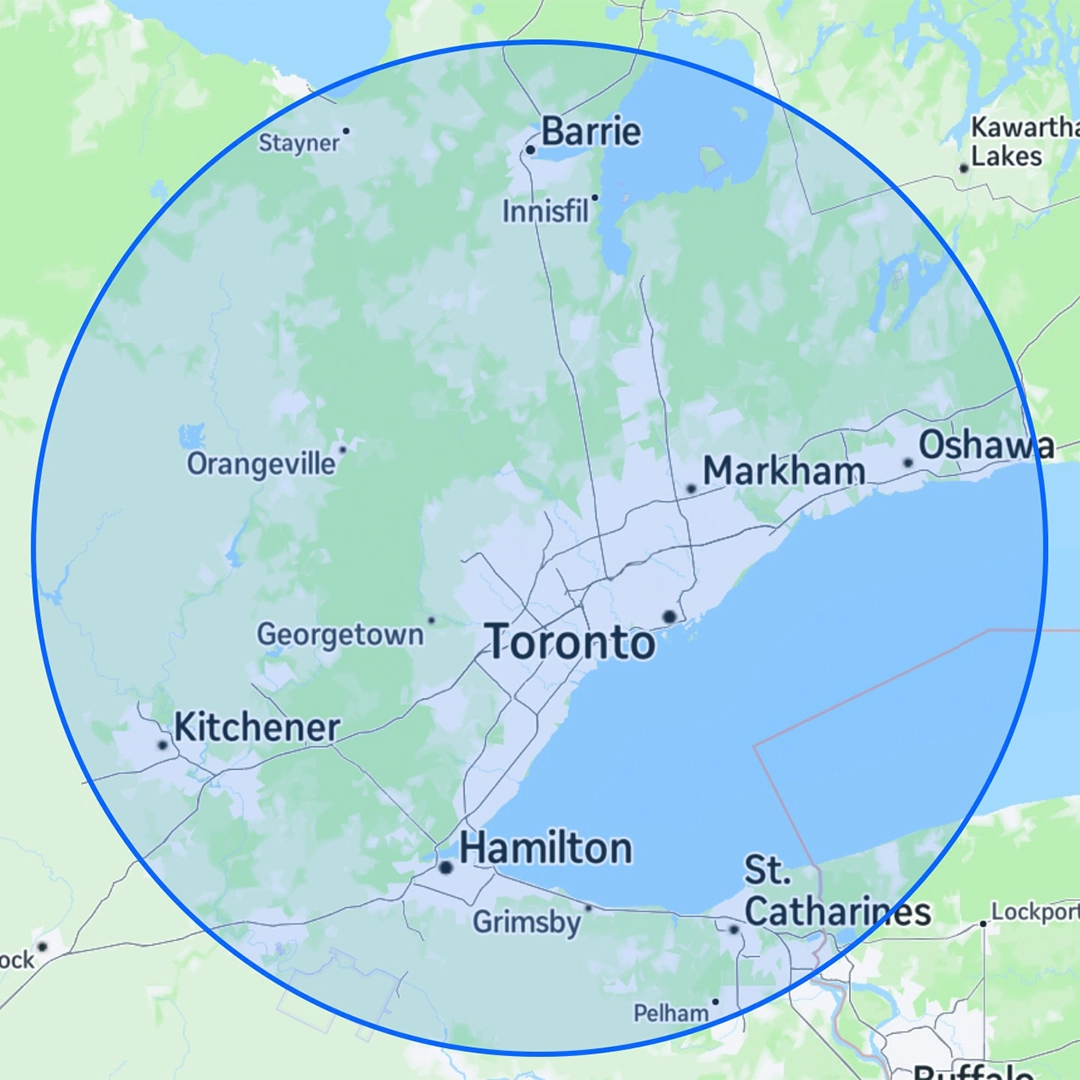 Barrie
Stayner
Kawartha
Lakes
Innisfil
Oshawa
Orangeville
Markham
Georgetown
Toronto
Kitchener
Hamilton
St.
Catharines
Grimsby
Lockport
ock
Pelham
Buffalo